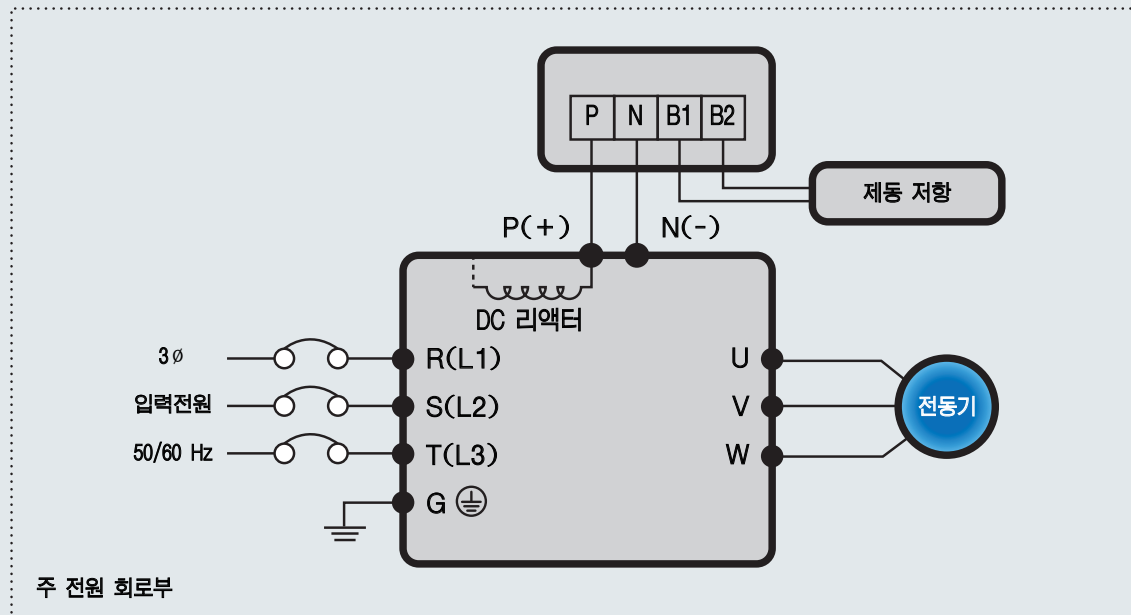 P N B1 B2
제동 저항
P(+) N(-)
DC 리액터
3Ø R(L1) U
입력전원 S(L2) V 전동기
50/60 Hz T(L3) W
G
주 전원 회로부